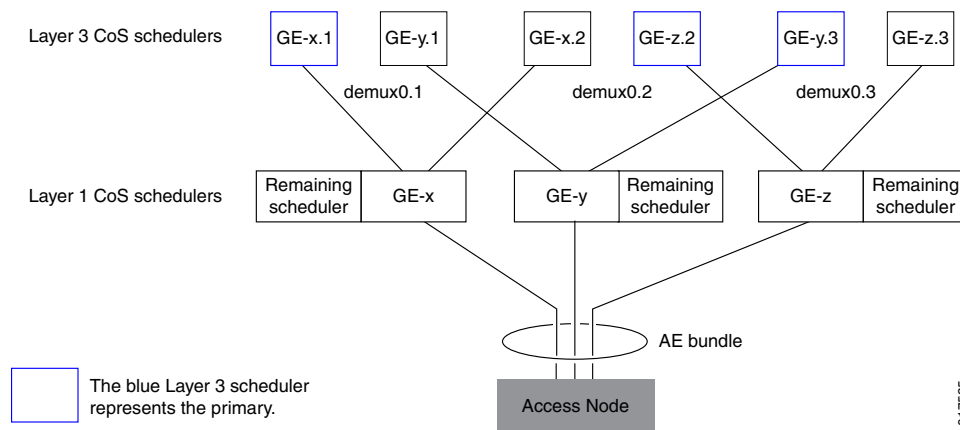 Layer 3 CoS schedulers
GE-x.1
GE-y.1
GE-x.2
GE-z.2
GE-y.3
GE-z.3
demux0.1
demux0.2
demux0.3
Layer 1 CoS schedulers
Remaining
scheduler
GE-x
GE-y
Remaining
scheduler
GE-z
Remaining
scheduler
AE bundle
The blue Layer 3 scheduler
represents the primary.
Access Node